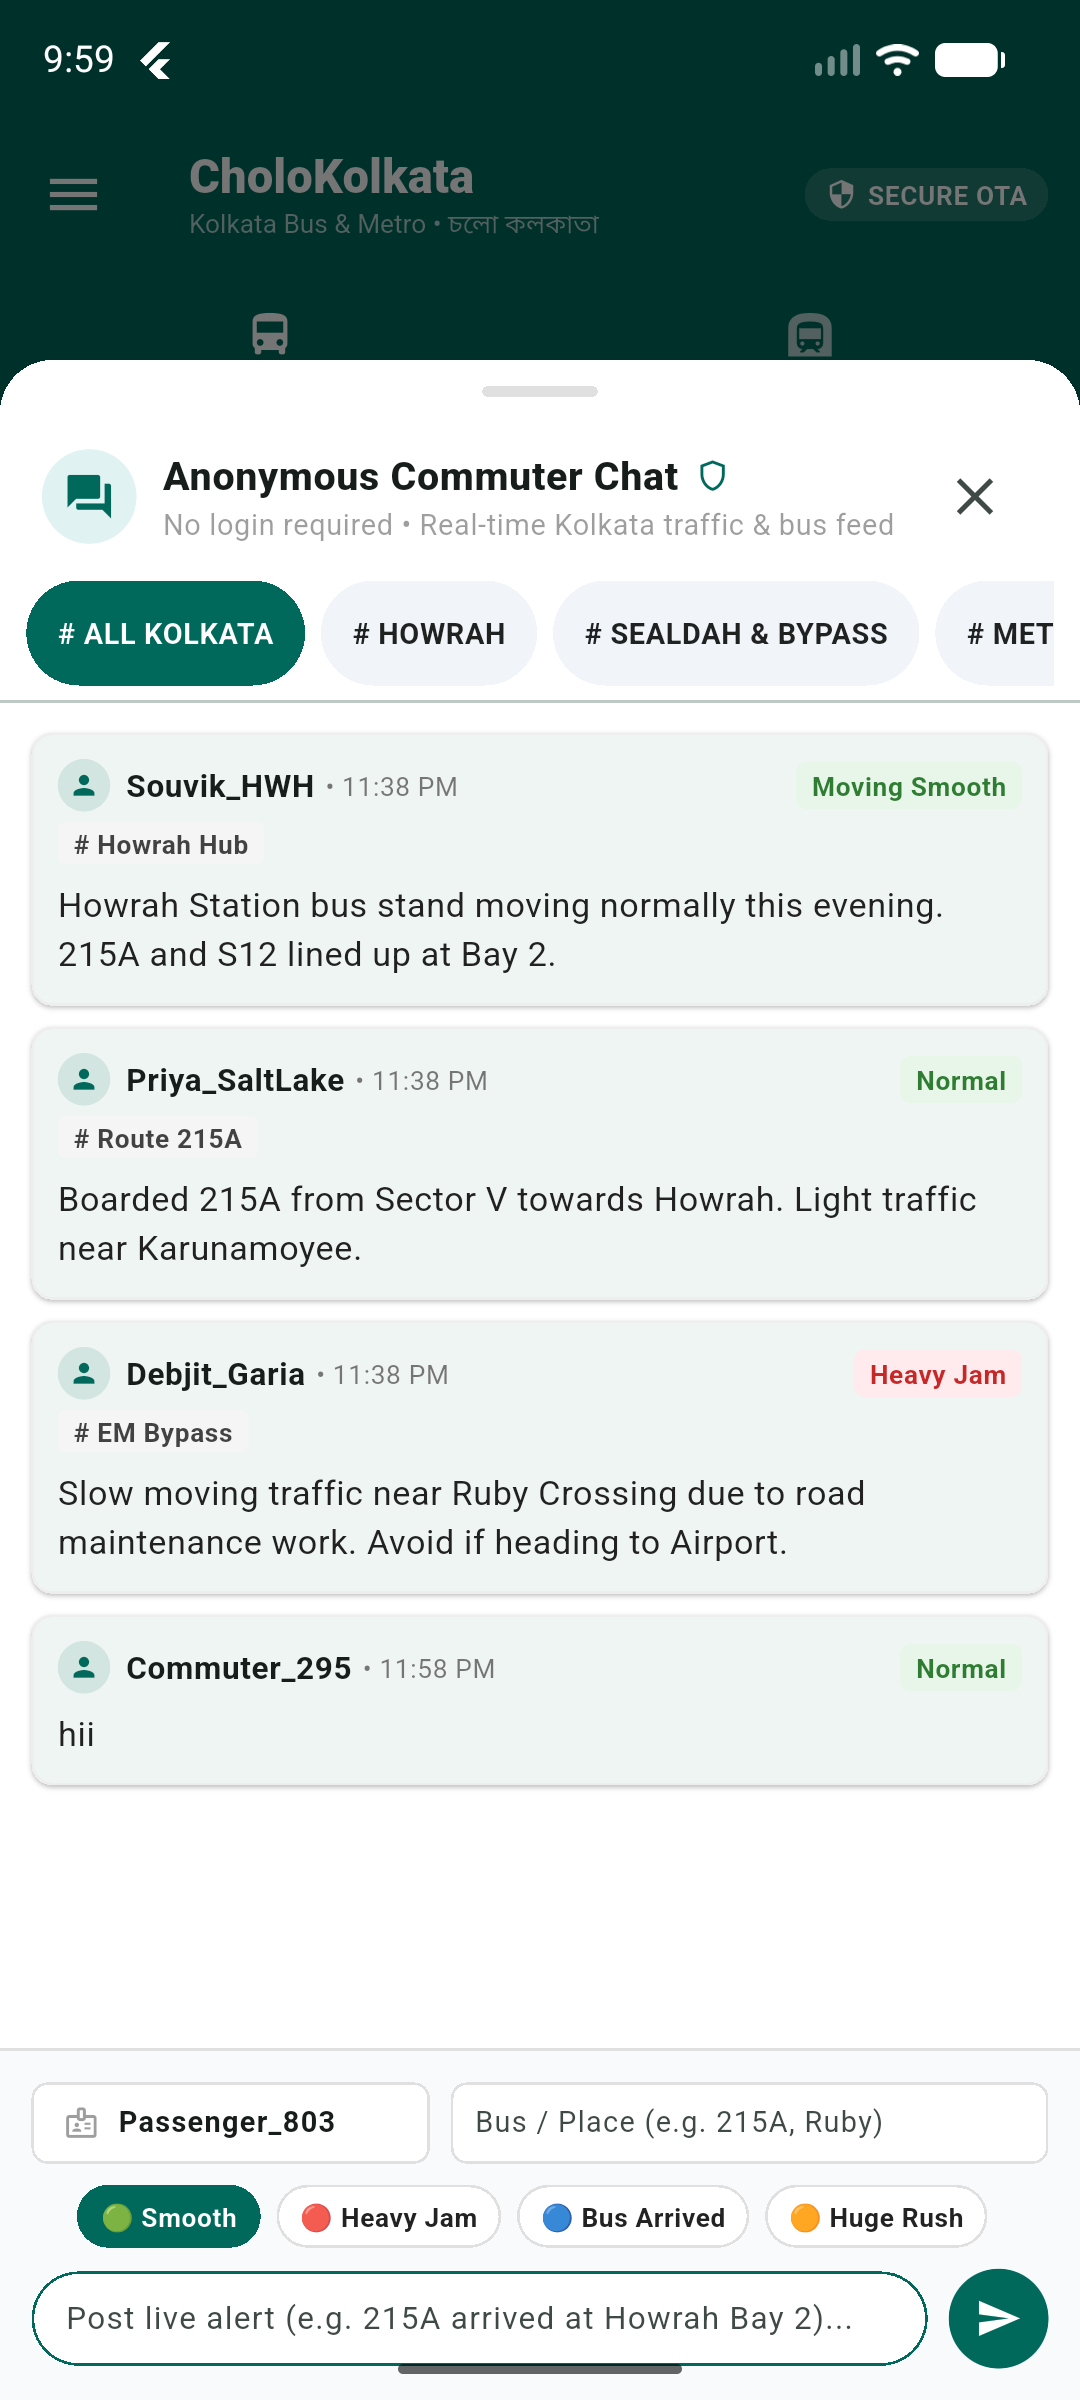 9:59
CholoKolkata
Kolkata Bus & Metro • চলো কলকাতা
SECURE OTA
Anonymous Commuter Chat
No login required • Real-time Kolkata traffic & bus feed
# ALL KOLKATA
# HOWRAH
# SEALDAH & BYPASS
# MET
Souvik_HWH • 11:38 PM
Moving Smooth
# Howrah Hub
Howrah Station bus stand moving normally this evening.
215A and S12 lined up at Bay 2.
Priya_SaltLake • 11:38 PM
Normal
# Route 215A
Boarded 215A from Sector V towards Howrah. Light traffic
near Karunamoyee.
Debjit_Garia • 11:38 PM
Heavy Jam
# EM Bypass
Slow moving traffic near Ruby Crossing due to road
maintenance work. Avoid if heading to Airport.
Commuter_295 • 11:58 PM
Normal
hii
Passenger_803
Bus / Place (e.g. 215A, Ruby)
Smooth
Heavy Jam
Bus Arrived
Huge Rush
Post live alert (e.g. 215A arrived at Howrah Bay 2)...